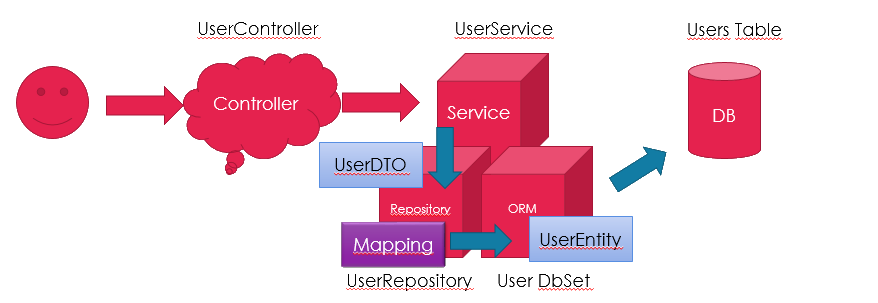 UserController
UserService
Users Table
Controller
Service
DB
UserDTO
Repository
ORM
Mapping
UserEntity
UserRepository
User DbSet